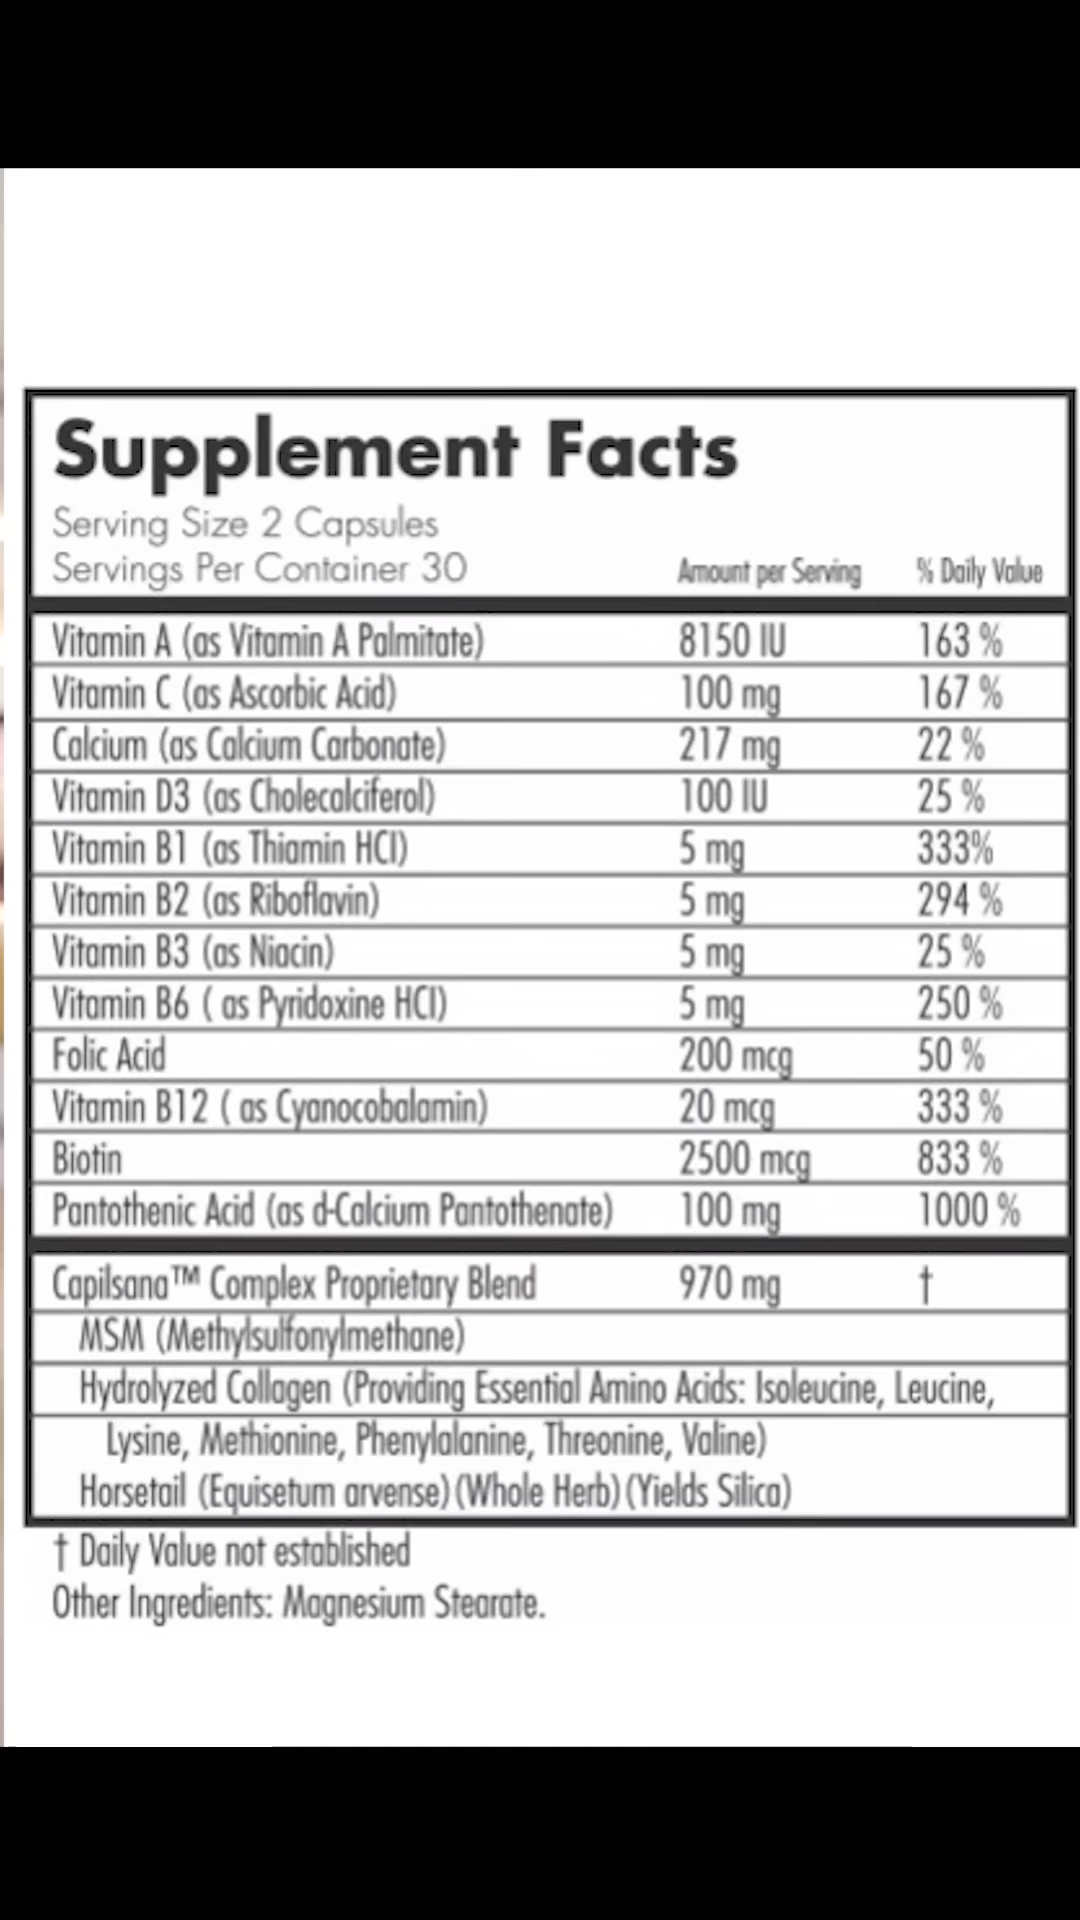 Supplement Facts
Serving Size 2 Capsules
Servings Per Container 30 Amount per Serving % Daily Value
Vitamin A (as Vitamin A Palmitate) 8150 IU 163 %
Vitamin C (as Ascorbic Acid) 100 mg 167 %
Calcium (as Calcium Carbonate) 217 mg 22 %
Vitamin D3 (as Cholecalciferol) 100 IU 25 %
Vitamin B1 (as Thiamin HCl) 5 mg 333%
Vitamin B2 (as Riboflavin) 5 mg 294 %
Vitamin B3 (as Niacin) 5 mg 25 %
Vitamin B6 ( as Pyridoxine HCl) 5 mg 250 %
Folic Acid 200 mcg 50 %
Vitamin B12 ( as Cyanocobalamin) 20 mcg 333 %
Biotin 2500 mcg 833 %
Pantothenic Acid (as d-Calcium Pantothenate) 100 mg 1000 %
Capilsana™ Complex Proprietary Blend 970 mg †
MSM (Methylsulfonylmethane)
Hydrolyzed Collagen (Providing Essential Amino Acids: Isoleucine, Leucine,
Lysine, Methionine, Phenylalanine, Threonine, Valine)
Horsetail (Equisetum arvense) (Whole Herb) (Yields Silica)
† Daily Value not established
Other Ingredients: Magnesium Stearate.